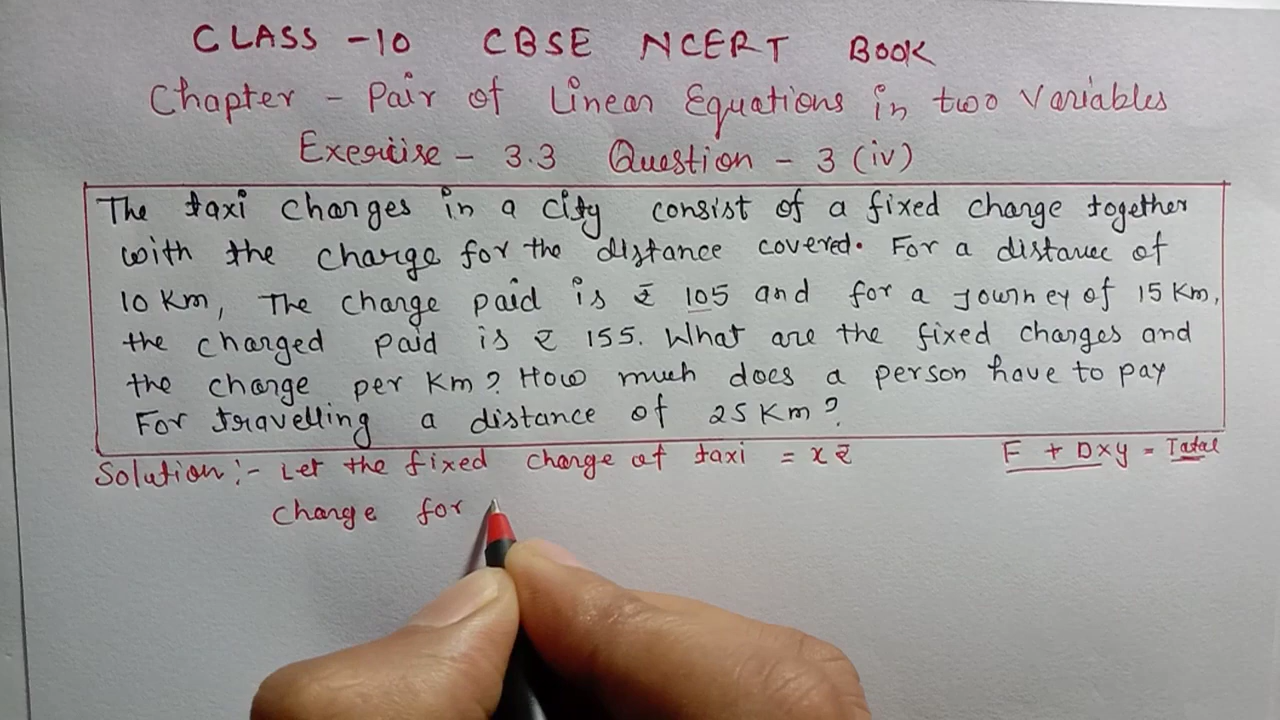 CLASS -10 CBSE NCERT BOOK
Chapter - Pair of Linear Equations in two Variables
Exercise - 3.3 Question - 3 (iv)
The taxi charges in a city consist of a fixed charge together
with the charge for the distance covered. For a distance of
10 Km, The charge paid is ₹ 105 and for a Journey of 15 Km,
the charged paid is ₹ 155. What are the fixed charges and
the charge per Km? How much does a person have to pay
For travelling a distance of 25 Km?
Solution :- Let the fixed charge of taxi = x ₹
F + D×y = Total
Charge for